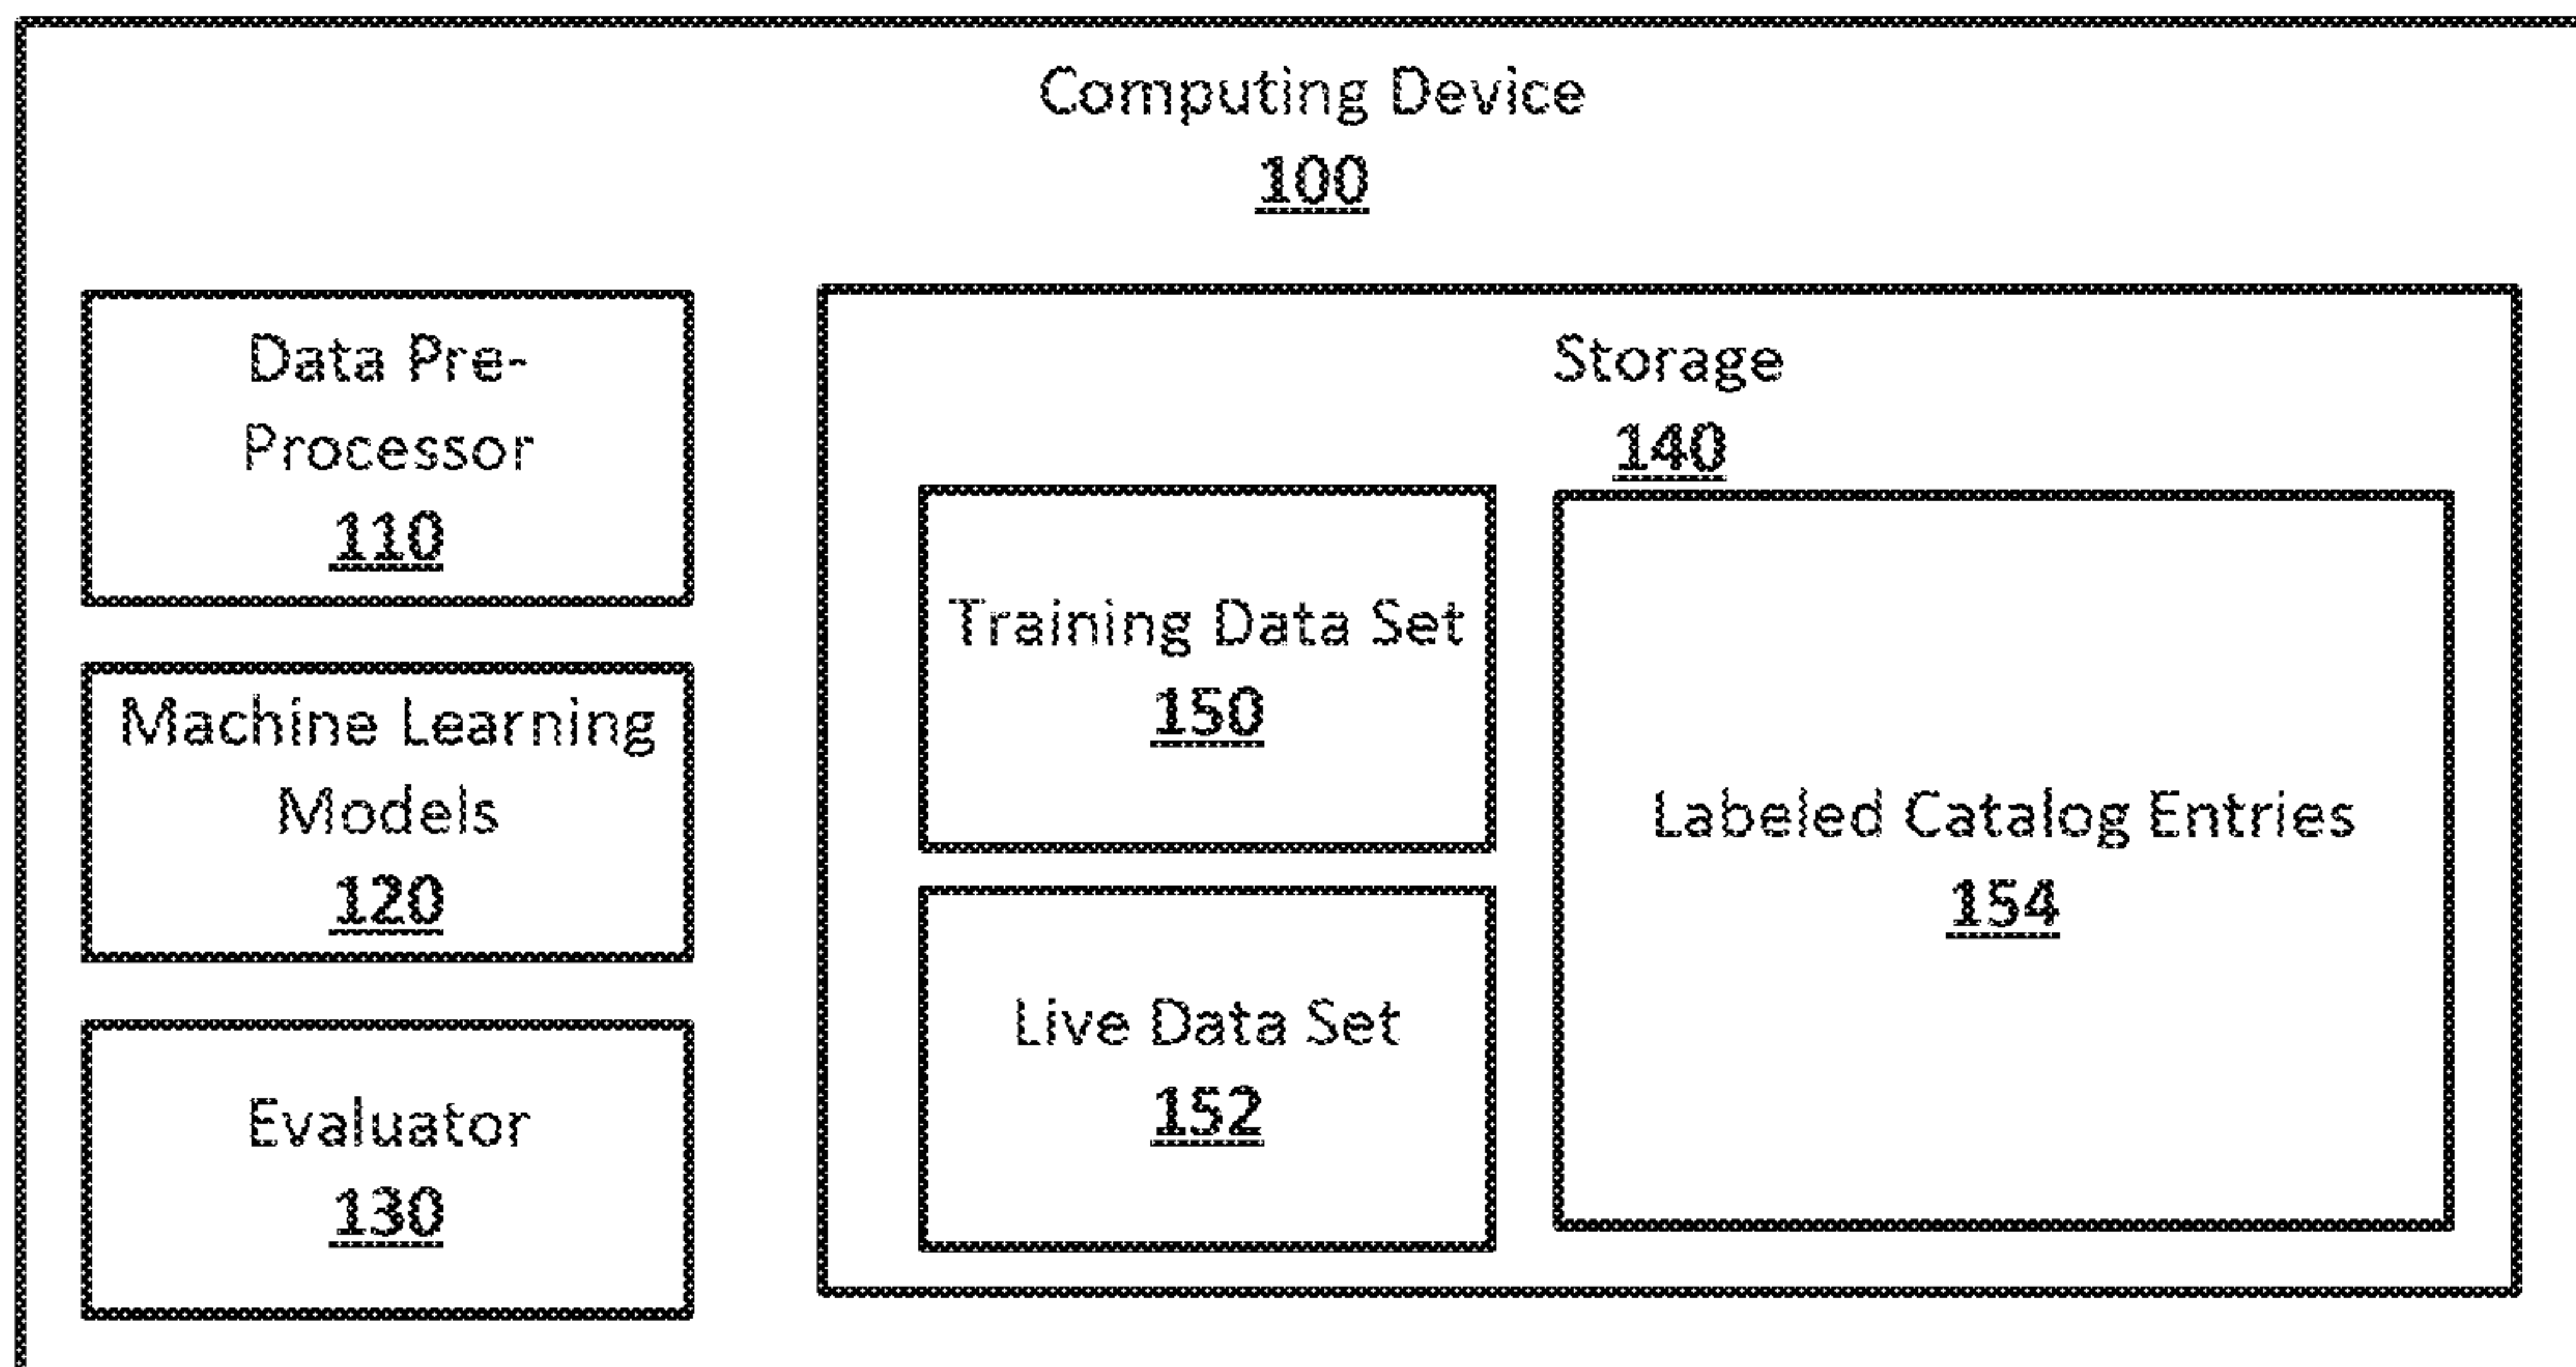 Computing Device
100
Data Pre-
Processor
110
Machine Learning
Models
120
Evaluator
130
Storage
140
Training Data Set
150
Live Data Set
152
Labeled Catalog Entries
154